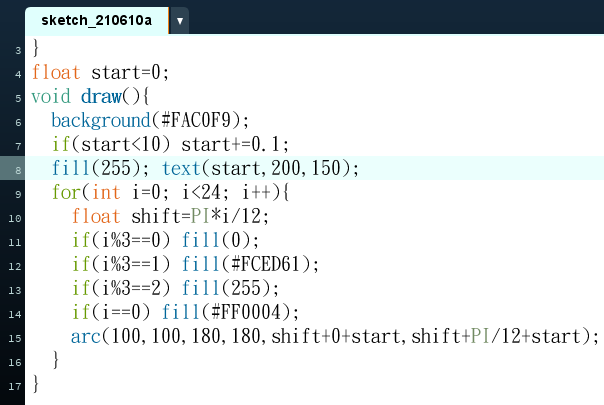 sketch_210610a ▼
3 }
4 float start=0;
5 void draw(){
6 background(#FAC0F9);
7 if(start<10) start+=0.1;
8 fill(255); text(start,200,150);
9 for(int i=0; i<24; i++){
10 float shift=PI*i/12;
11 if(i%3==0) fill(0);
12 if(i%3==1) fill(#FCED61);
13 if(i%3==2) fill(255);
14 if(i==0) fill(#FF0004);
15 arc(100,100,180,180,shift+0+start,shift+PI/12+start);
16 }
17 }